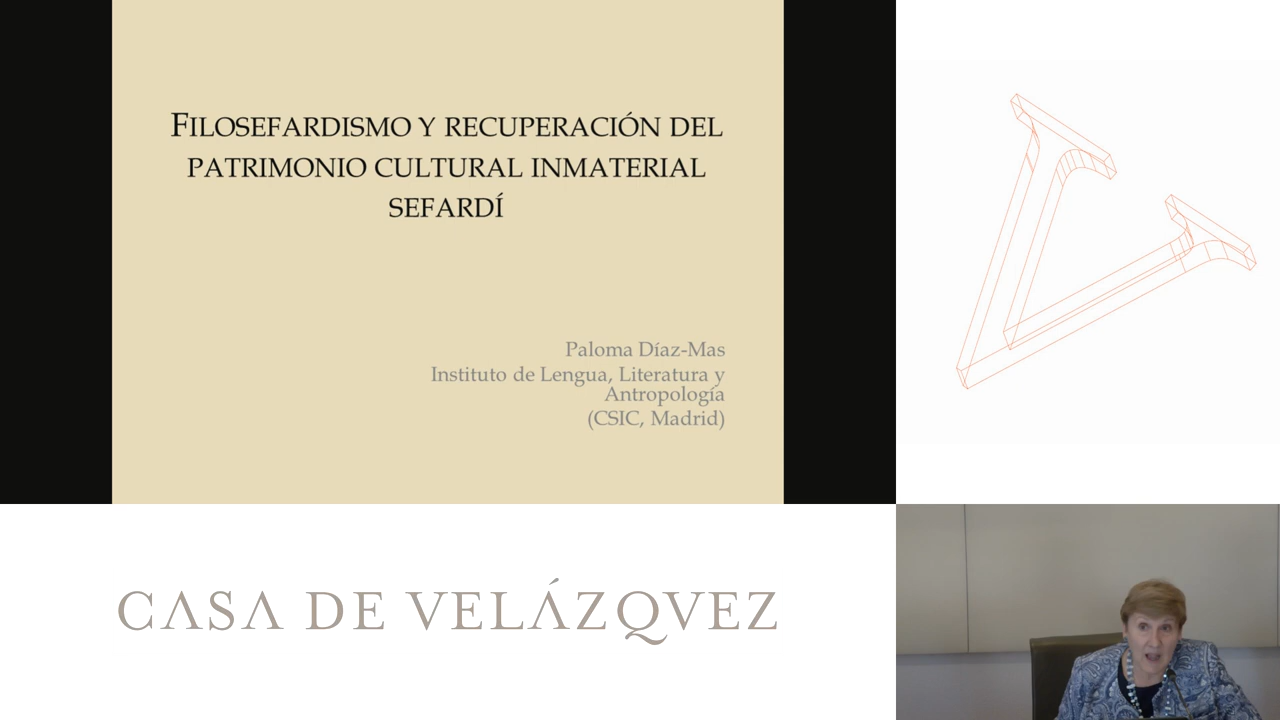 FILOSEFARDISMO Y RECUPERACIÓN DEL
PATRIMONIO CULTURAL INMATERIAL
SEFARDÍ
Paloma Díaz-Mas
Instituto de Lengua, Literatura y
Antropología
(CSIC, Madrid)
CASA DE VELÁZQVEZ